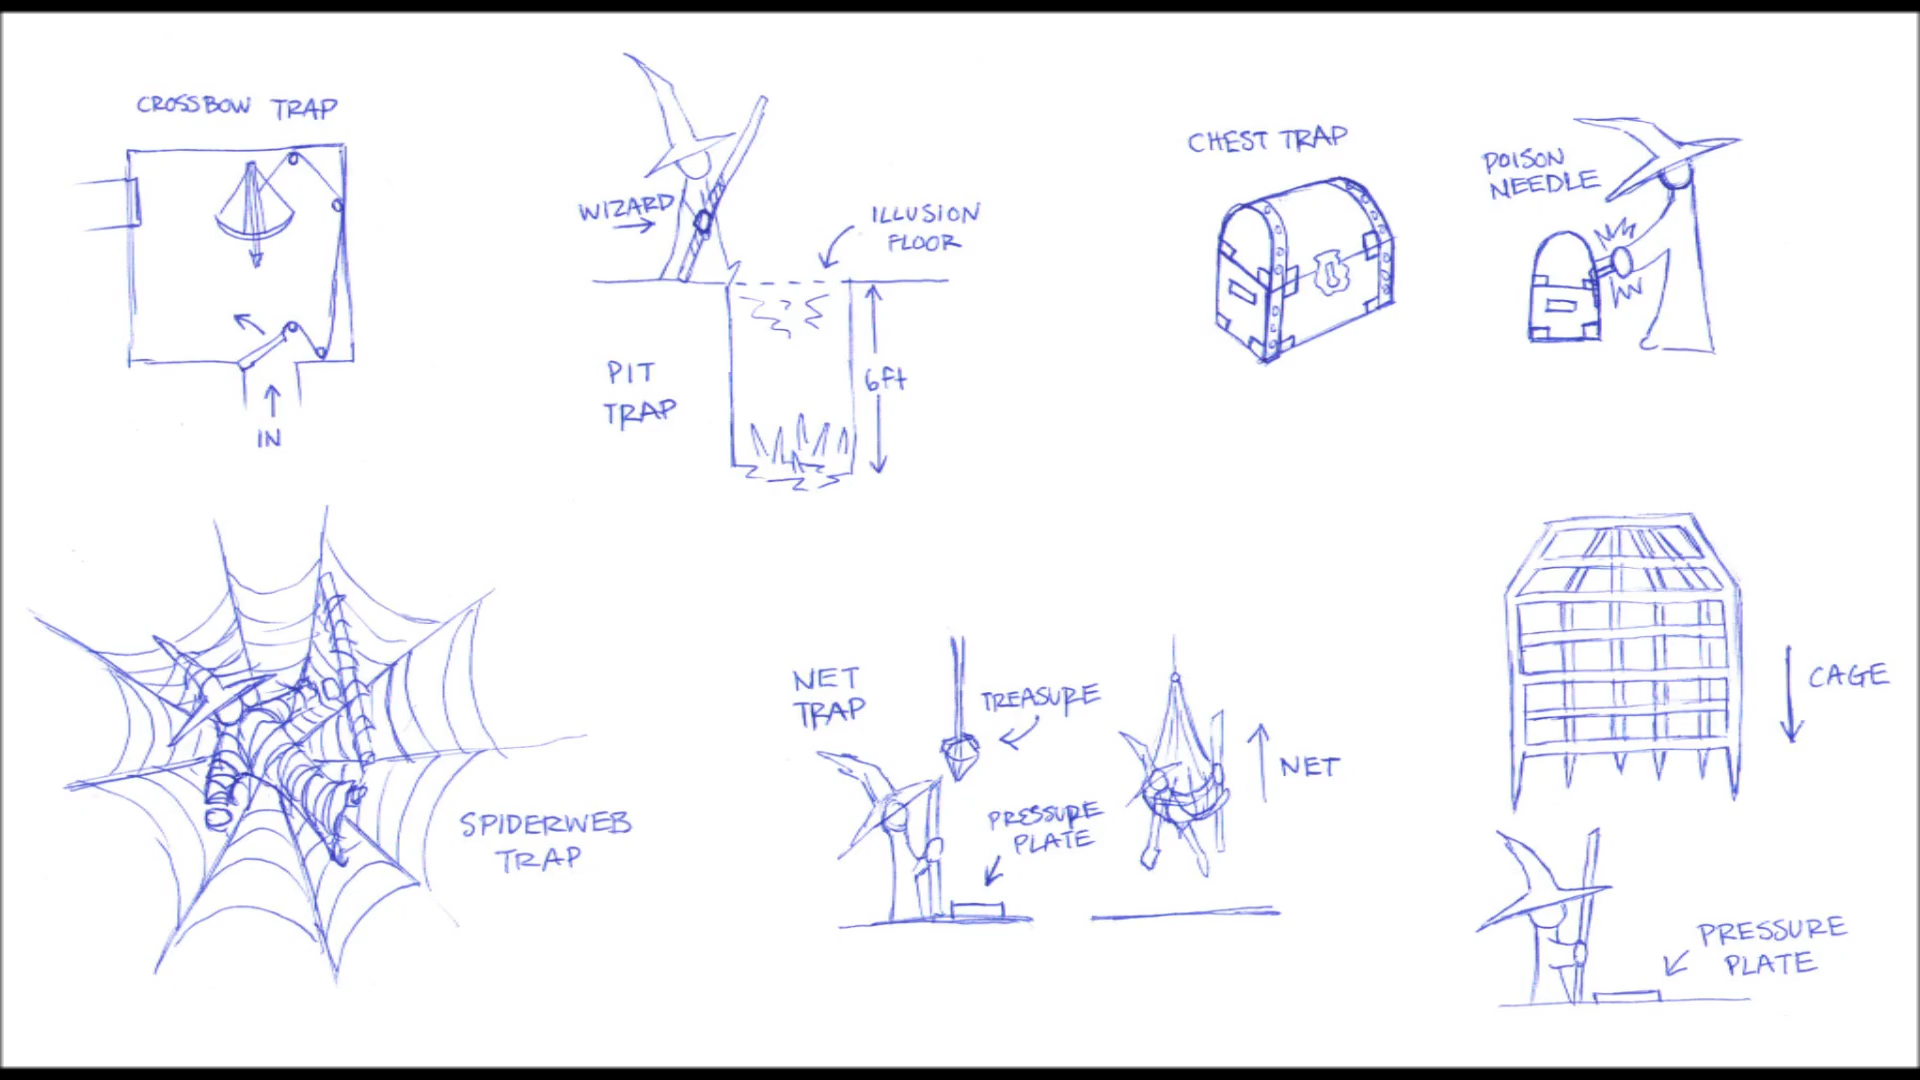 CROSSBOW TRAP
IN
WIZARD
ILLUSION
FLOOR
PIT
TRAP
6ft
CHEST TRAP
POISON
NEEDLE
SPIDERWEB
TRAP
NET
TRAP
TREASURE
PRESSURE
PLATE
NET
CAGE
PRESSURE
PLATE